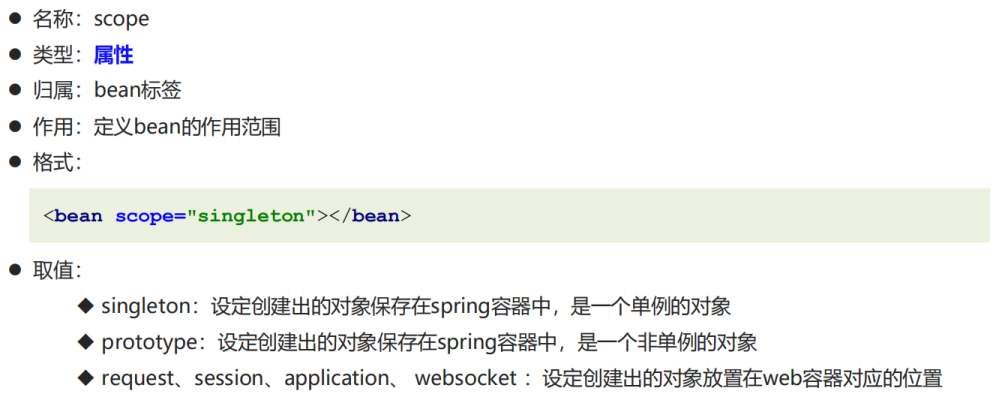 ● 名称：scope
● 类型：属性
● 归属：bean标签
● 作用：定义bean的作用范围
● 格式：
<bean scope="singleton"></bean>
● 取值：
◆ singleton：设定创建出的对象保存在spring容器中，是一个单例的对象
◆ prototype：设定创建出的对象保存在spring容器中，是一个非单例的对象
◆ request、session、application、 websocket ：设定创建出的对象放置在web容器对应的位置